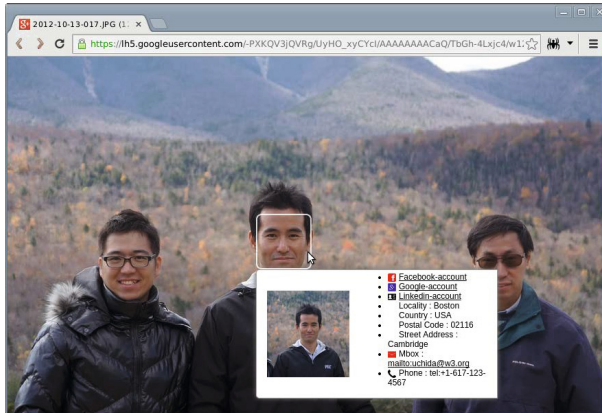 2012-10-13-017.JPG (1
https://lh5.googleusercontent.com/-PXKQV3jQVRg/UyHO_xyCYcI/AAAAAAAACaQ/TbGh-4Lxjc4/w1
Facebook-account
Google-account
Linkedin-account
Locality : Boston
Country : USA
Postal Code : 02116
Street Address :
Cambridge
Mbox :
mailto:uchida@w3.org
Phone : tel:+1-617-123-
4567